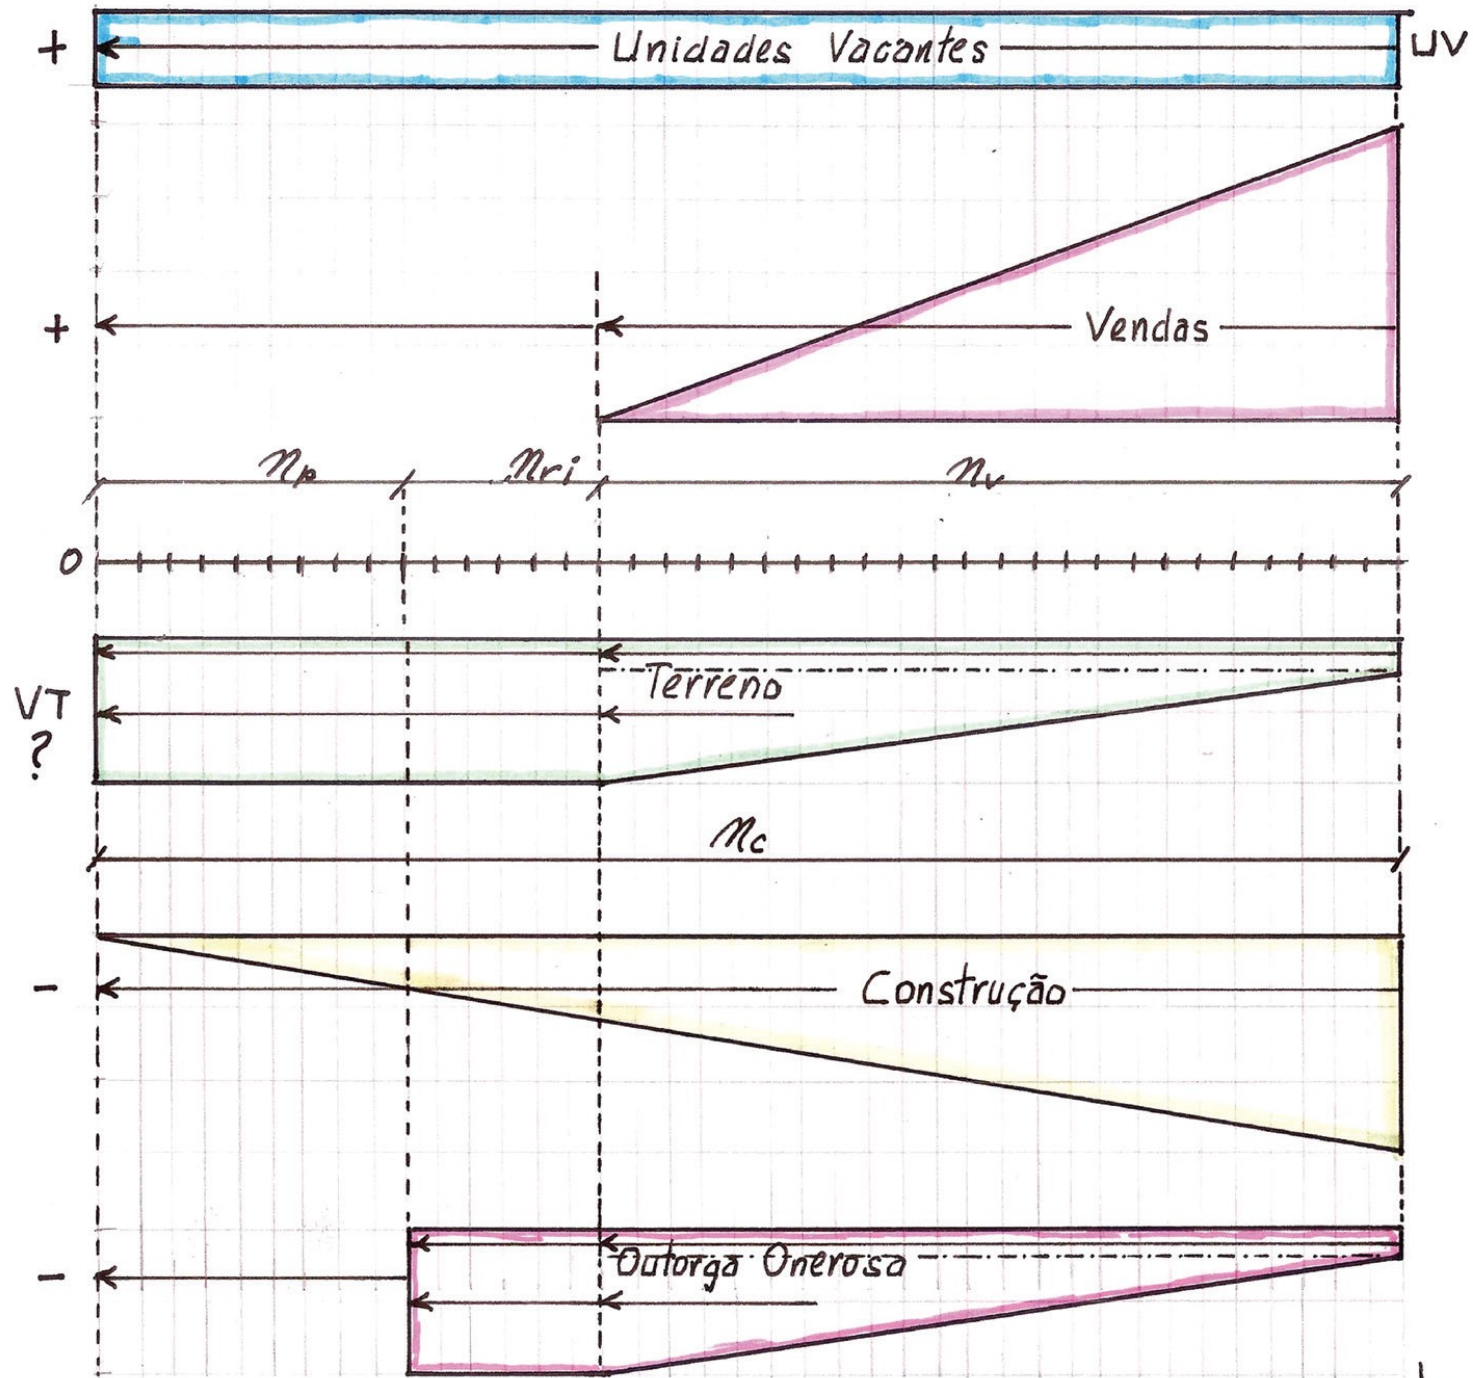 + Unidades Vacantes UV
+ Vendas
np nri nv
0
Terreno
VT
?
nc
- Construção
- Outorga Onerosa